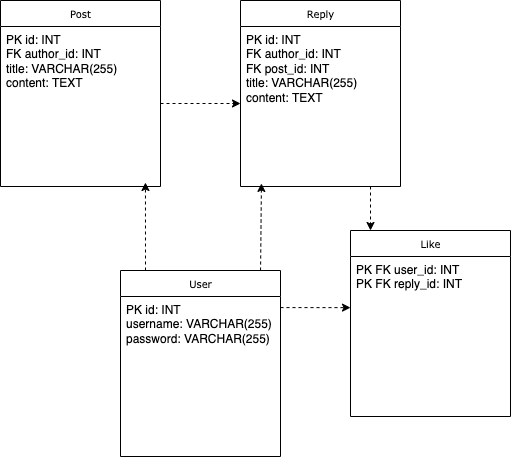 Post
PK id: INT
FK author_id: INT
title: VARCHAR(255)
content: TEXT
Reply
PK id: INT
FK author_id: INT
FK post_id: INT
title: VARCHAR(255)
content: TEXT
Like
PK FK user_id: INT
PK FK reply_id: INT
User
PK id: INT
username: VARCHAR(255)
password: VARCHAR(255)